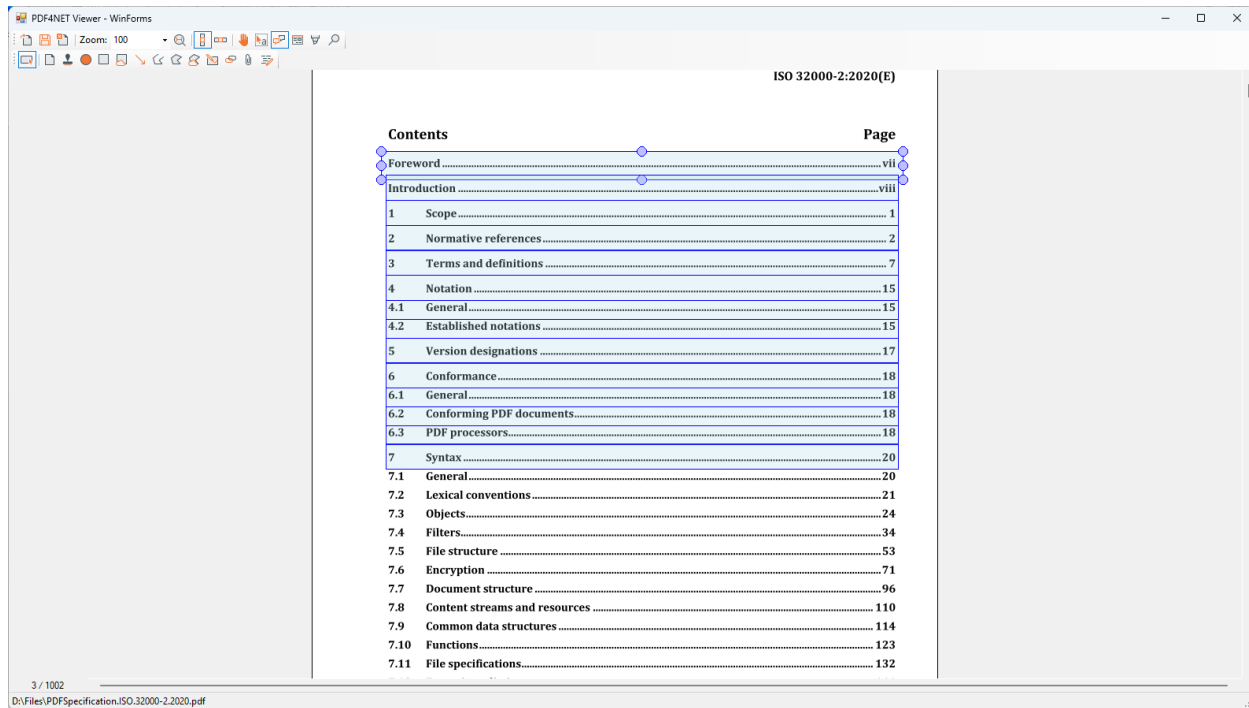 PDF4NET Viewer - WinForms
Zoom: 100
ISO 32000-2:2020(E)
Contents Page
Foreword vii
Introduction viii
1 Scope 1
2 Normative references 2
3 Terms and definitions 7
4 Notation 15
4.1 General 15
4.2 Established notations 15
5 Version designations 17
6 Conformance 18
6.1 General 18
6.2 Conforming PDF documents 18
6.3 PDF processors 18
7 Syntax 20
7.1 General 20
7.2 Lexical conventions 21
7.3 Objects 24
7.4 Filters 34
7.5 File structure 53
7.6 Encryption 71
7.7 Document structure 96
7.8 Content streams and resources 110
7.9 Common data structures 114
7.10 Functions 123
7.11 File specifications 132
3 / 1002
D:\Files\PDFSpecification.ISO.32000-2.2020.pdf